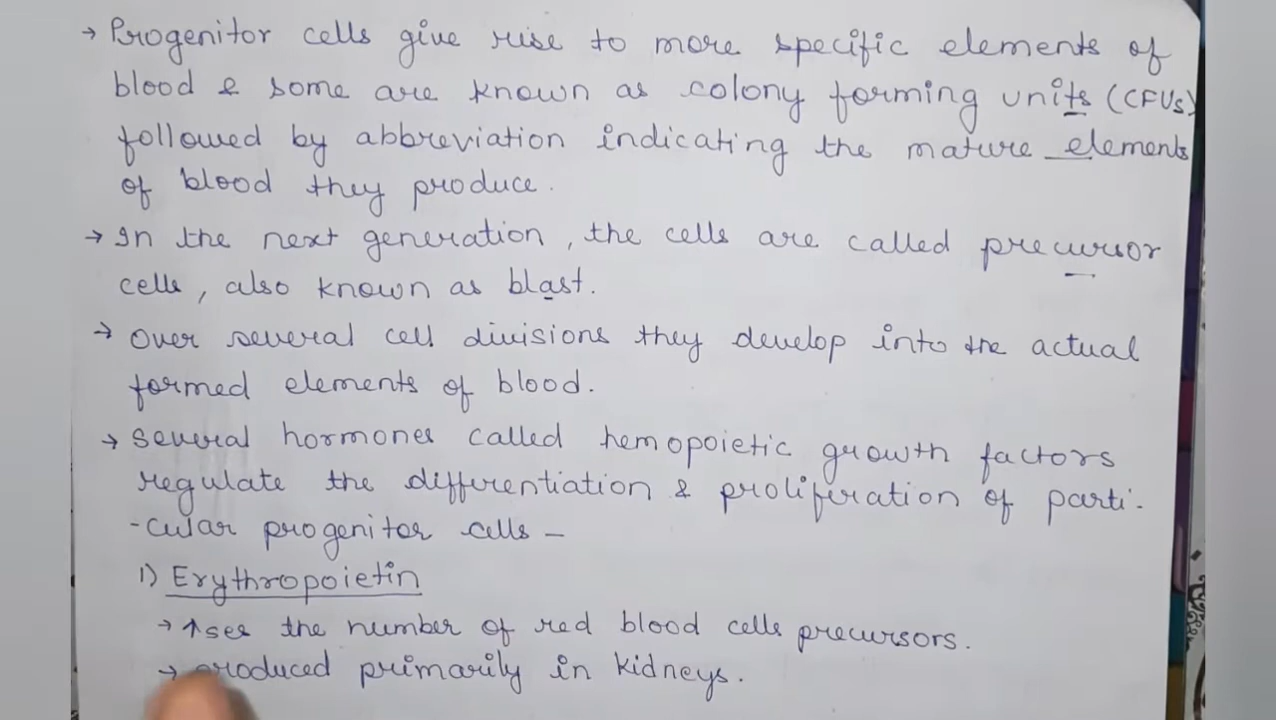 → Progenitor cells give rise to more specific elements of
blood & some are known as colony forming units (CFUs)
followed by abbreviation indicating the mature elements
of blood they produce.
→ In the next generation, the cells are called precursor
cells, also known as blast.
→ Over several cell divisions they develop into the actual
formed elements of blood.
→ Several hormones called hemopoietic growth factors
regulate the differentiation & proliferation of parti-
-cular progenitor cells –
1) Erythropoietin
→ ↑ses the number of red blood cells precursors.
→ produced primarily in kidneys.